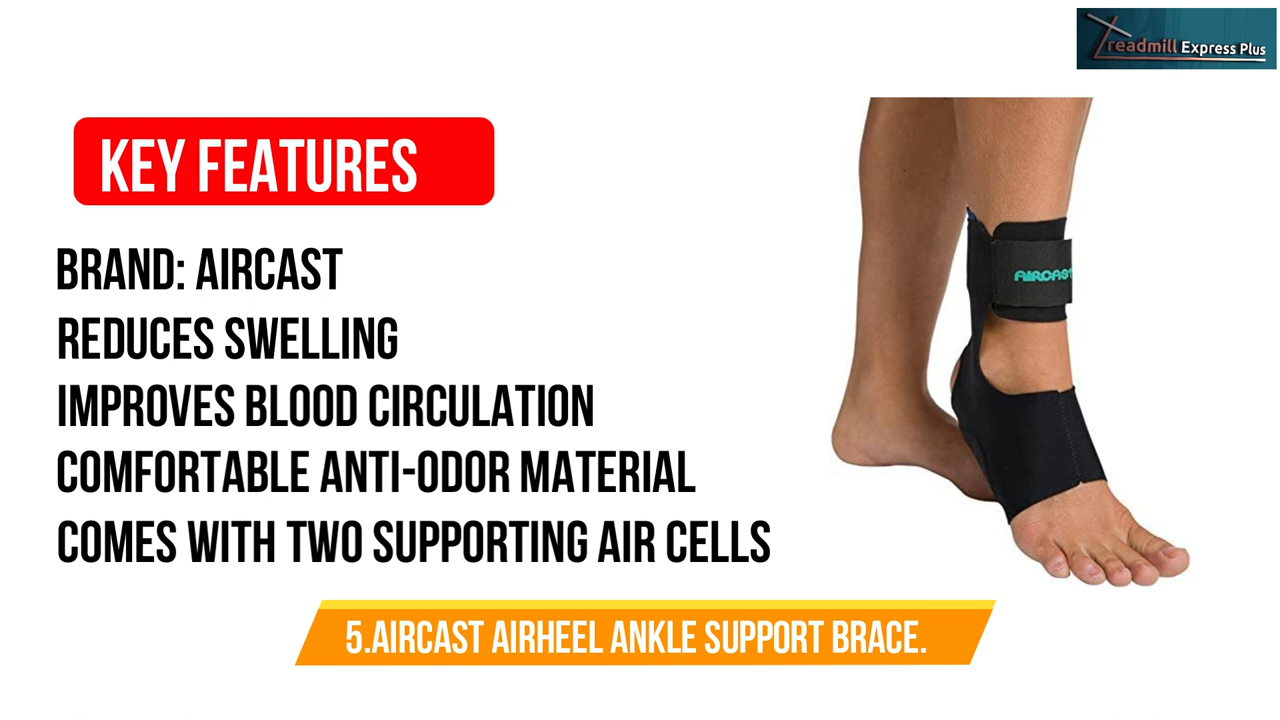 Treadmill Express Plus
KEY FEATURES
BRAND: AIRCAST
REDUCES SWELLING
IMPROVES BLOOD CIRCULATION
COMFORTABLE ANTI-ODOR MATERIAL
COMES WITH TWO SUPPORTING AIR CELLS
AIRCAST
5.AIRCAST AIRHEEL ANKLE SUPPORT BRACE.